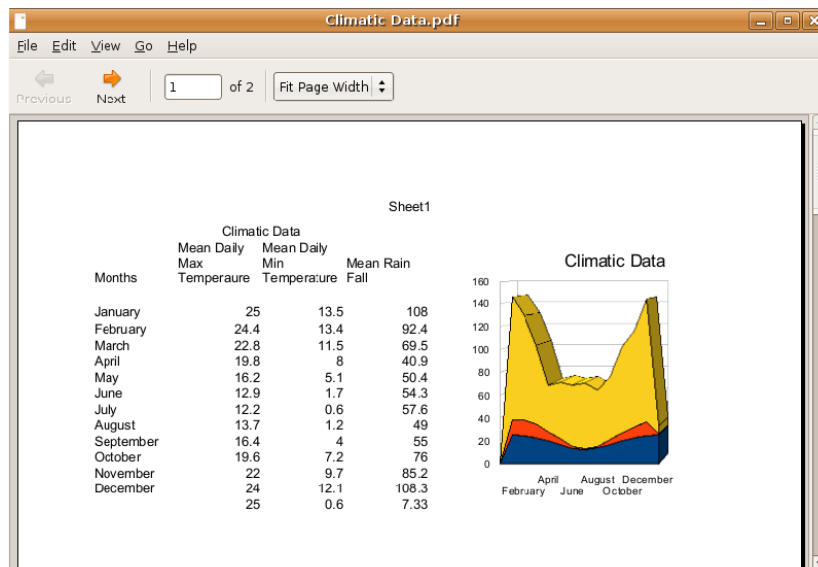 Climatic Data.pdf
File Edit View Go Help
Previous Next 1 of 2 Fit Page Width
Sheet1
Climatic Data
Mean Daily Mean Daily
Max Min Mean Rain
Months Temperaure Temperature Fall
January 25 13.5 108
February 24.4 13.4 92.4
March 22.8 11.5 69.5
April 19.8 8 40.9
May 16.2 5.1 50.4
June 12.9 1.7 54.3
July 12.2 0.6 57.6
August 13.7 1.2 49
September 16.4 4 55
October 19.6 7.2 76
November 22 9.7 85.2
December 24 12.1 108.3
25 0.6 7.33
Climatic Data
160
140
120
100
80
60
40
20
0
April August December
February June October